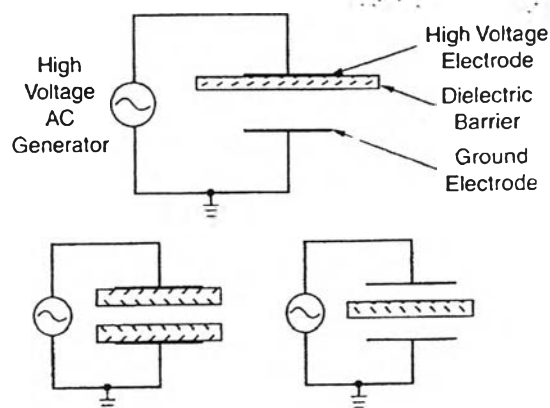 High
Voltage
AC
Generator
High Voltage
Electrode
Dielectric
Barrier
Ground
Electrode